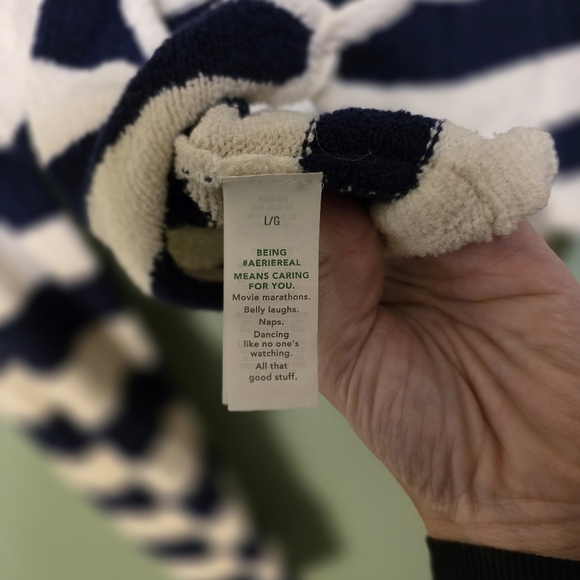 L/G
BEING
#AERIEREAL
MEANS CARING
FOR YOU.
Movie marathons.
Belly laughs.
Naps.
Dancing
like no one's
watching.
All that
good stuff.